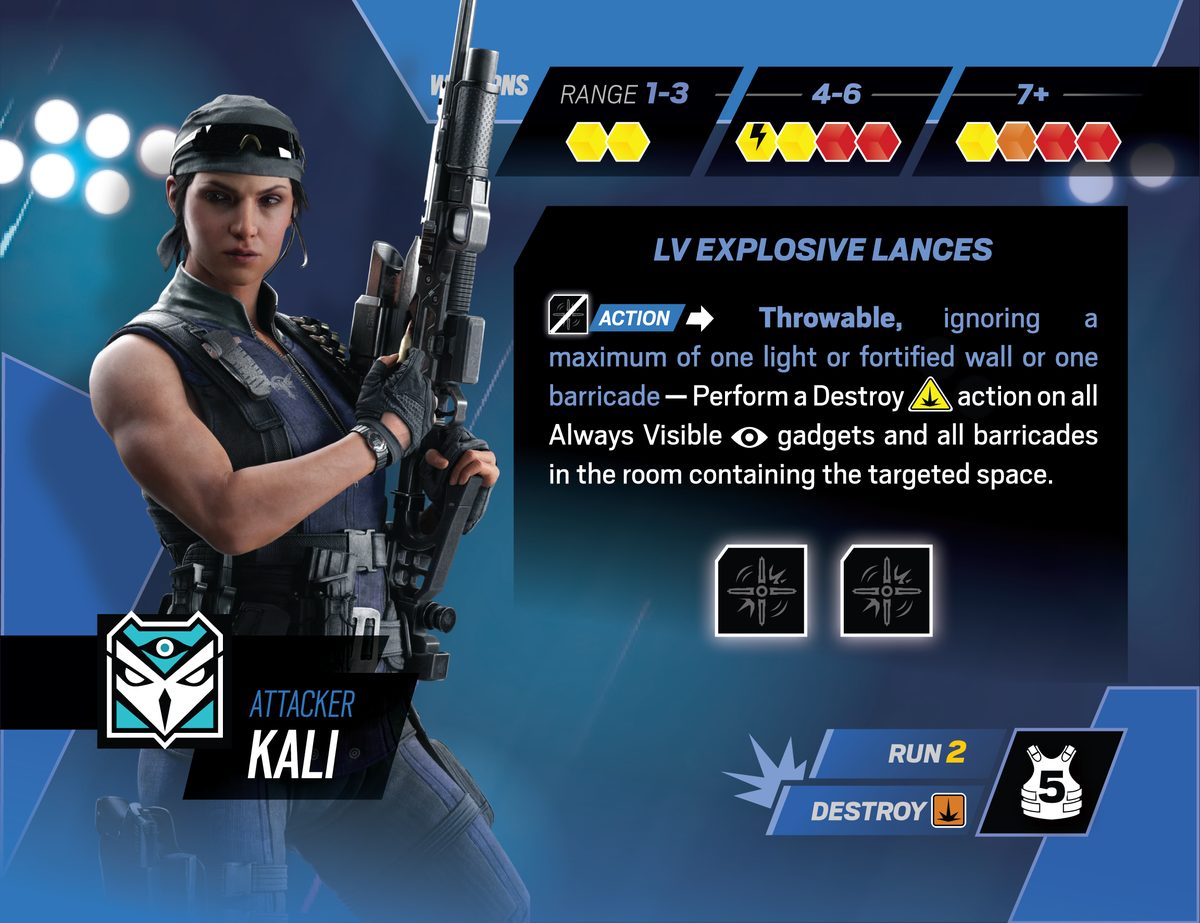 RANGE 1-3
4-6
7+
LV EXPLOSIVE LANCES
ACTION Throwable, ignoring a
maximum of one light or fortified wall or one
barricade — Perform a Destroy action on all
Always Visible gadgets and all barricades
in the room containing the targeted space.
ATTACKER
KALI
RUN 2
DESTROY
5